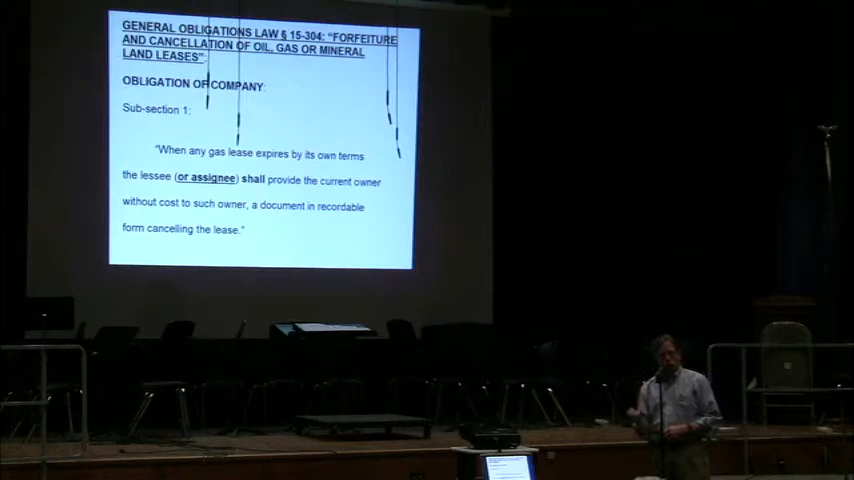 GENERAL OBLIGATIONS LAW § 15-304: "FORFEITURE
AND CANCELLATION OF OIL, GAS OR MINERAL
LAND LEASES"
OBLIGATION OF COMPANY:
Sub-section 1:
"When any gas lease expires by its own terms
the lessee (or assignee) shall provide the current owner
without cost to such owner, a document in recordable
form cancelling the lease."